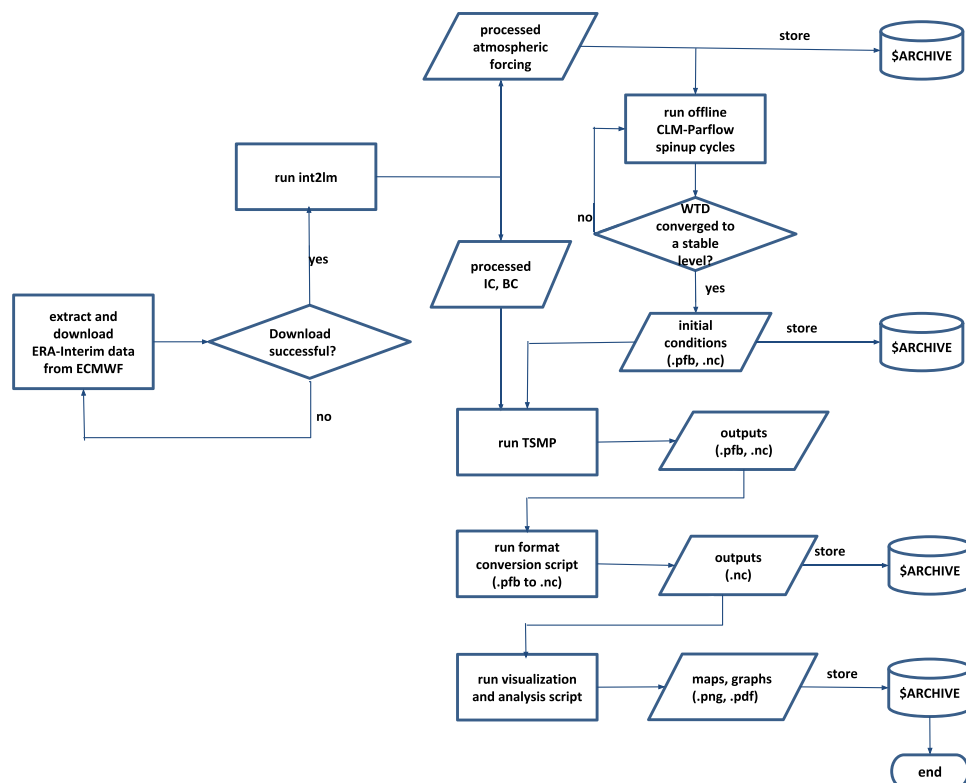 processed
atmospheric
forcing
store
$ARCHIVE
run offline
CLM-Parflow
spinup cycles
run int2lm
no
WTD
converged to
a stable
level?
yes
processed
IC, BC
yes
extract and
download
ERA-Interim data
from ECMWF
Download
successful?
no
initial
conditions
(.pfb, .nc)
store
$ARCHIVE
run TSMP
outputs
(.pfb, .nc)
run format
conversion script
(.pfb to .nc)
outputs
(.nc)
store
$ARCHIVE
run visualization
and analysis script
maps, graphs
(.png, .pdf)
store
$ARCHIVE
end